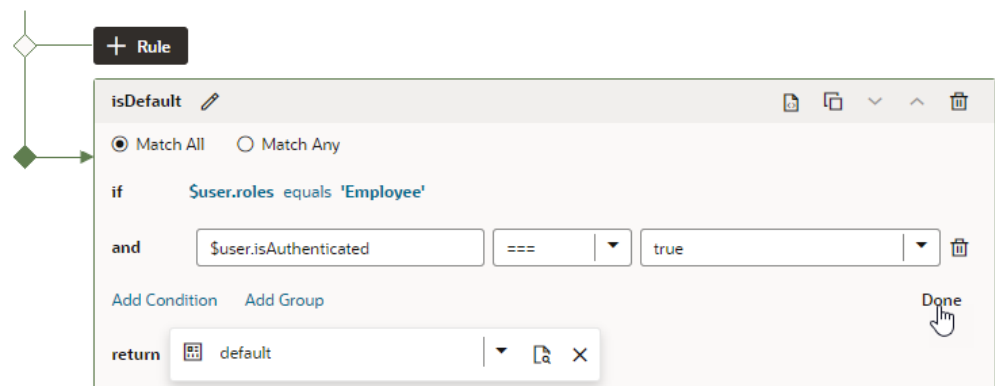 + Rule
isDefault
Match All Match Any
if $user.roles equals 'Employee'
and $user.isAuthenticated === true
Add Condition Add Group Done
return default